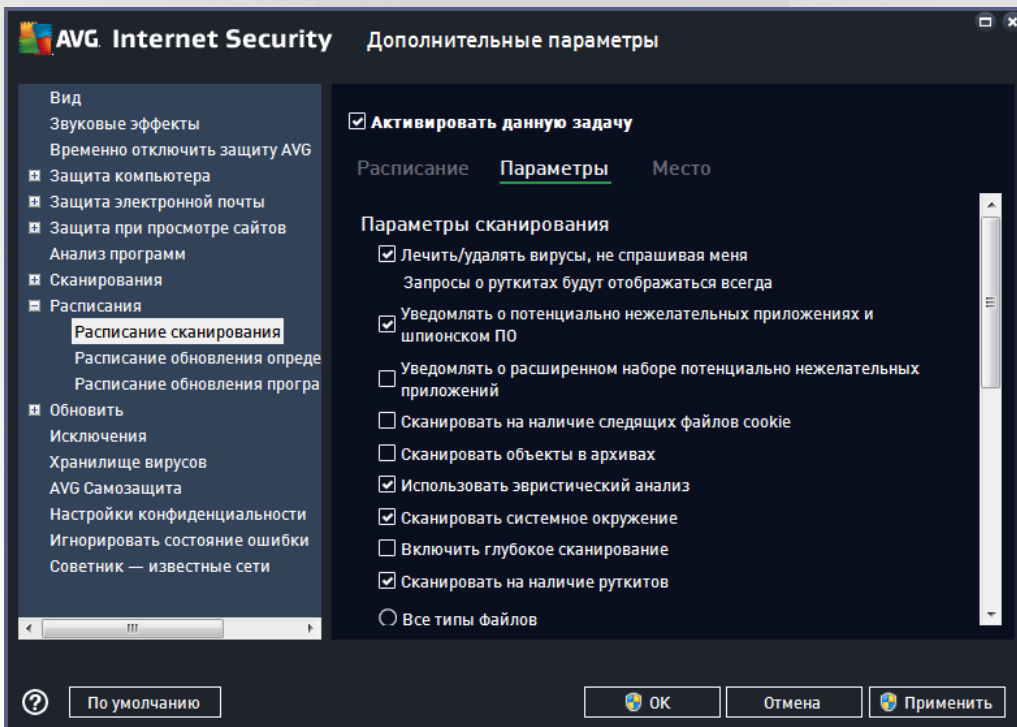 AVG. Internet Security
Дополнительные параметры
Вид
Звуковые эффекты
Временно отключить защиту AVG
Защита компьютера
Защита электронной почты
Защита при просмотре сайтов
Анализ программ
Сканирования
Расписания
Расписание сканирования
Расписание обновления опреде
Расписание обновления програ
Обновить
Исключения
Хранилище вирусов
AVG Самозащита
Настройки конфиденциальности
Игнорировать состояние ошибки
Советник — известные сети
Активировать данную задачу
Расписание Параметры Место
Параметры сканирования
Лечить/удалять вирусы, не спрашивая меня
Запросы о руткитах будут отображаться всегда
Уведомлять о потенциально нежелательных приложениях и
шпионском ПО
Уведомлять о расширенном наборе потенциально нежелательных
приложений
Сканировать на наличие следящих файлов cookie
Сканировать объекты в архивах
Использовать эвристический анализ
Сканировать системное окружение
Включить глубокое сканирование
Сканировать на наличие руткитов
Все типы файлов
? По умолчанию OK Отмена Применить